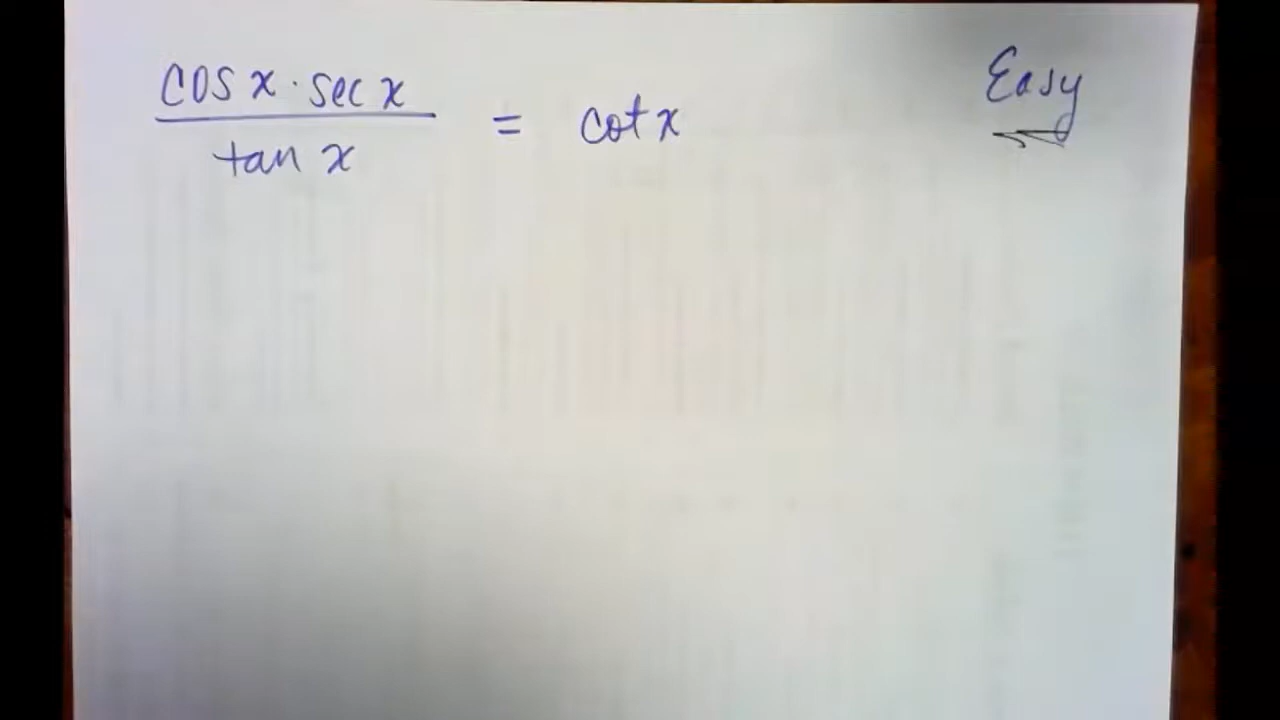 cos x · sec x
tan x
= cot x
Easy